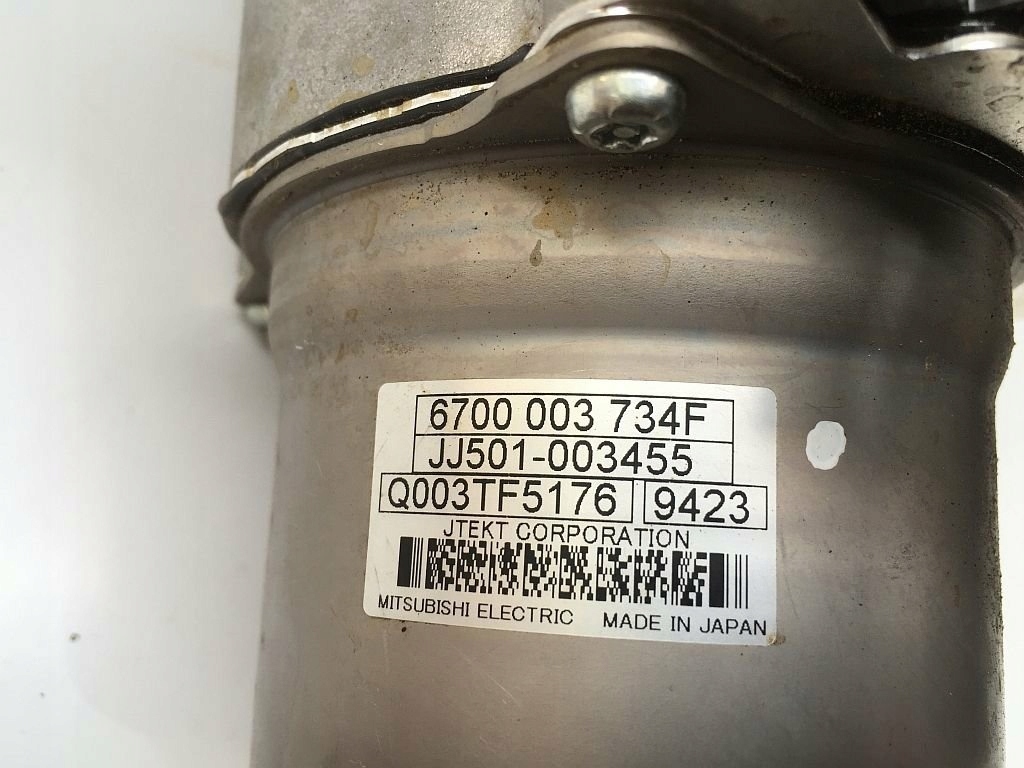 6700 003 734F
JJ501-003455
Q003TF5176 9423
JTEKT CORPORATION
MITSUBISHI ELECTRIC MADE IN JAPAN